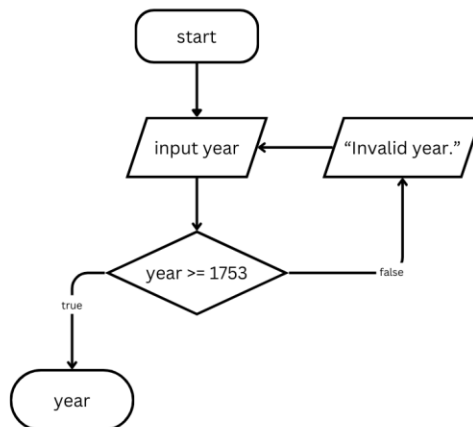 start
input year
“Invalid year.”
year >= 1753
false
true
year